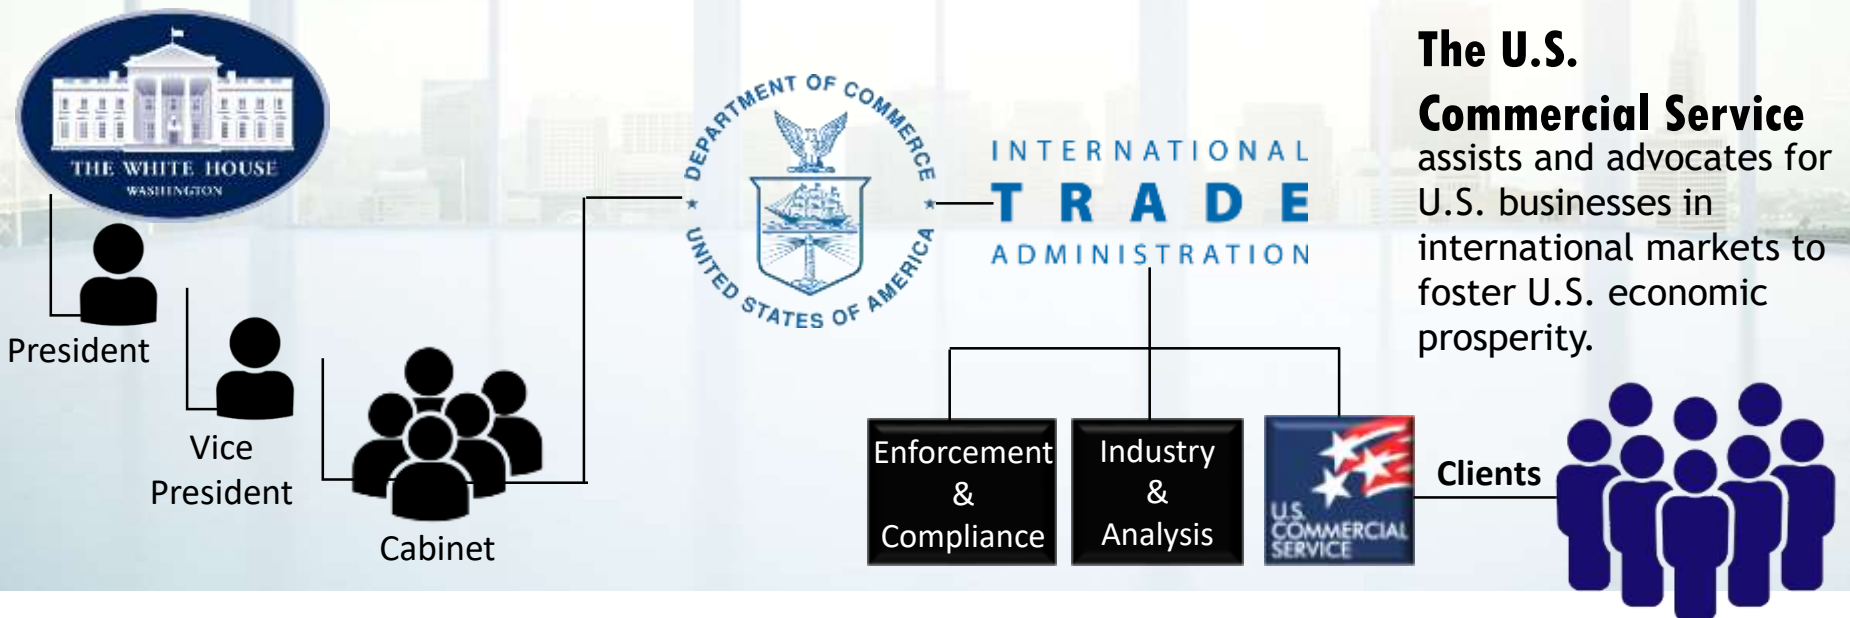 THE WHITE HOUSE
WASHINGTON
President
Vice
President
Cabinet
DEPARTMENT OF COMMERCE
UNITED STATES OF AMERICA
INTERNATIONAL
TRADE
ADMINISTRATION
Enforcement
&
Compliance
Industry
&
Analysis
U.S.
COMMERCIAL
SERVICE
Clients
The U.S.
Commercial Service
assists and advocates for
U.S. businesses in
international markets to
foster U.S. economic
prosperity.